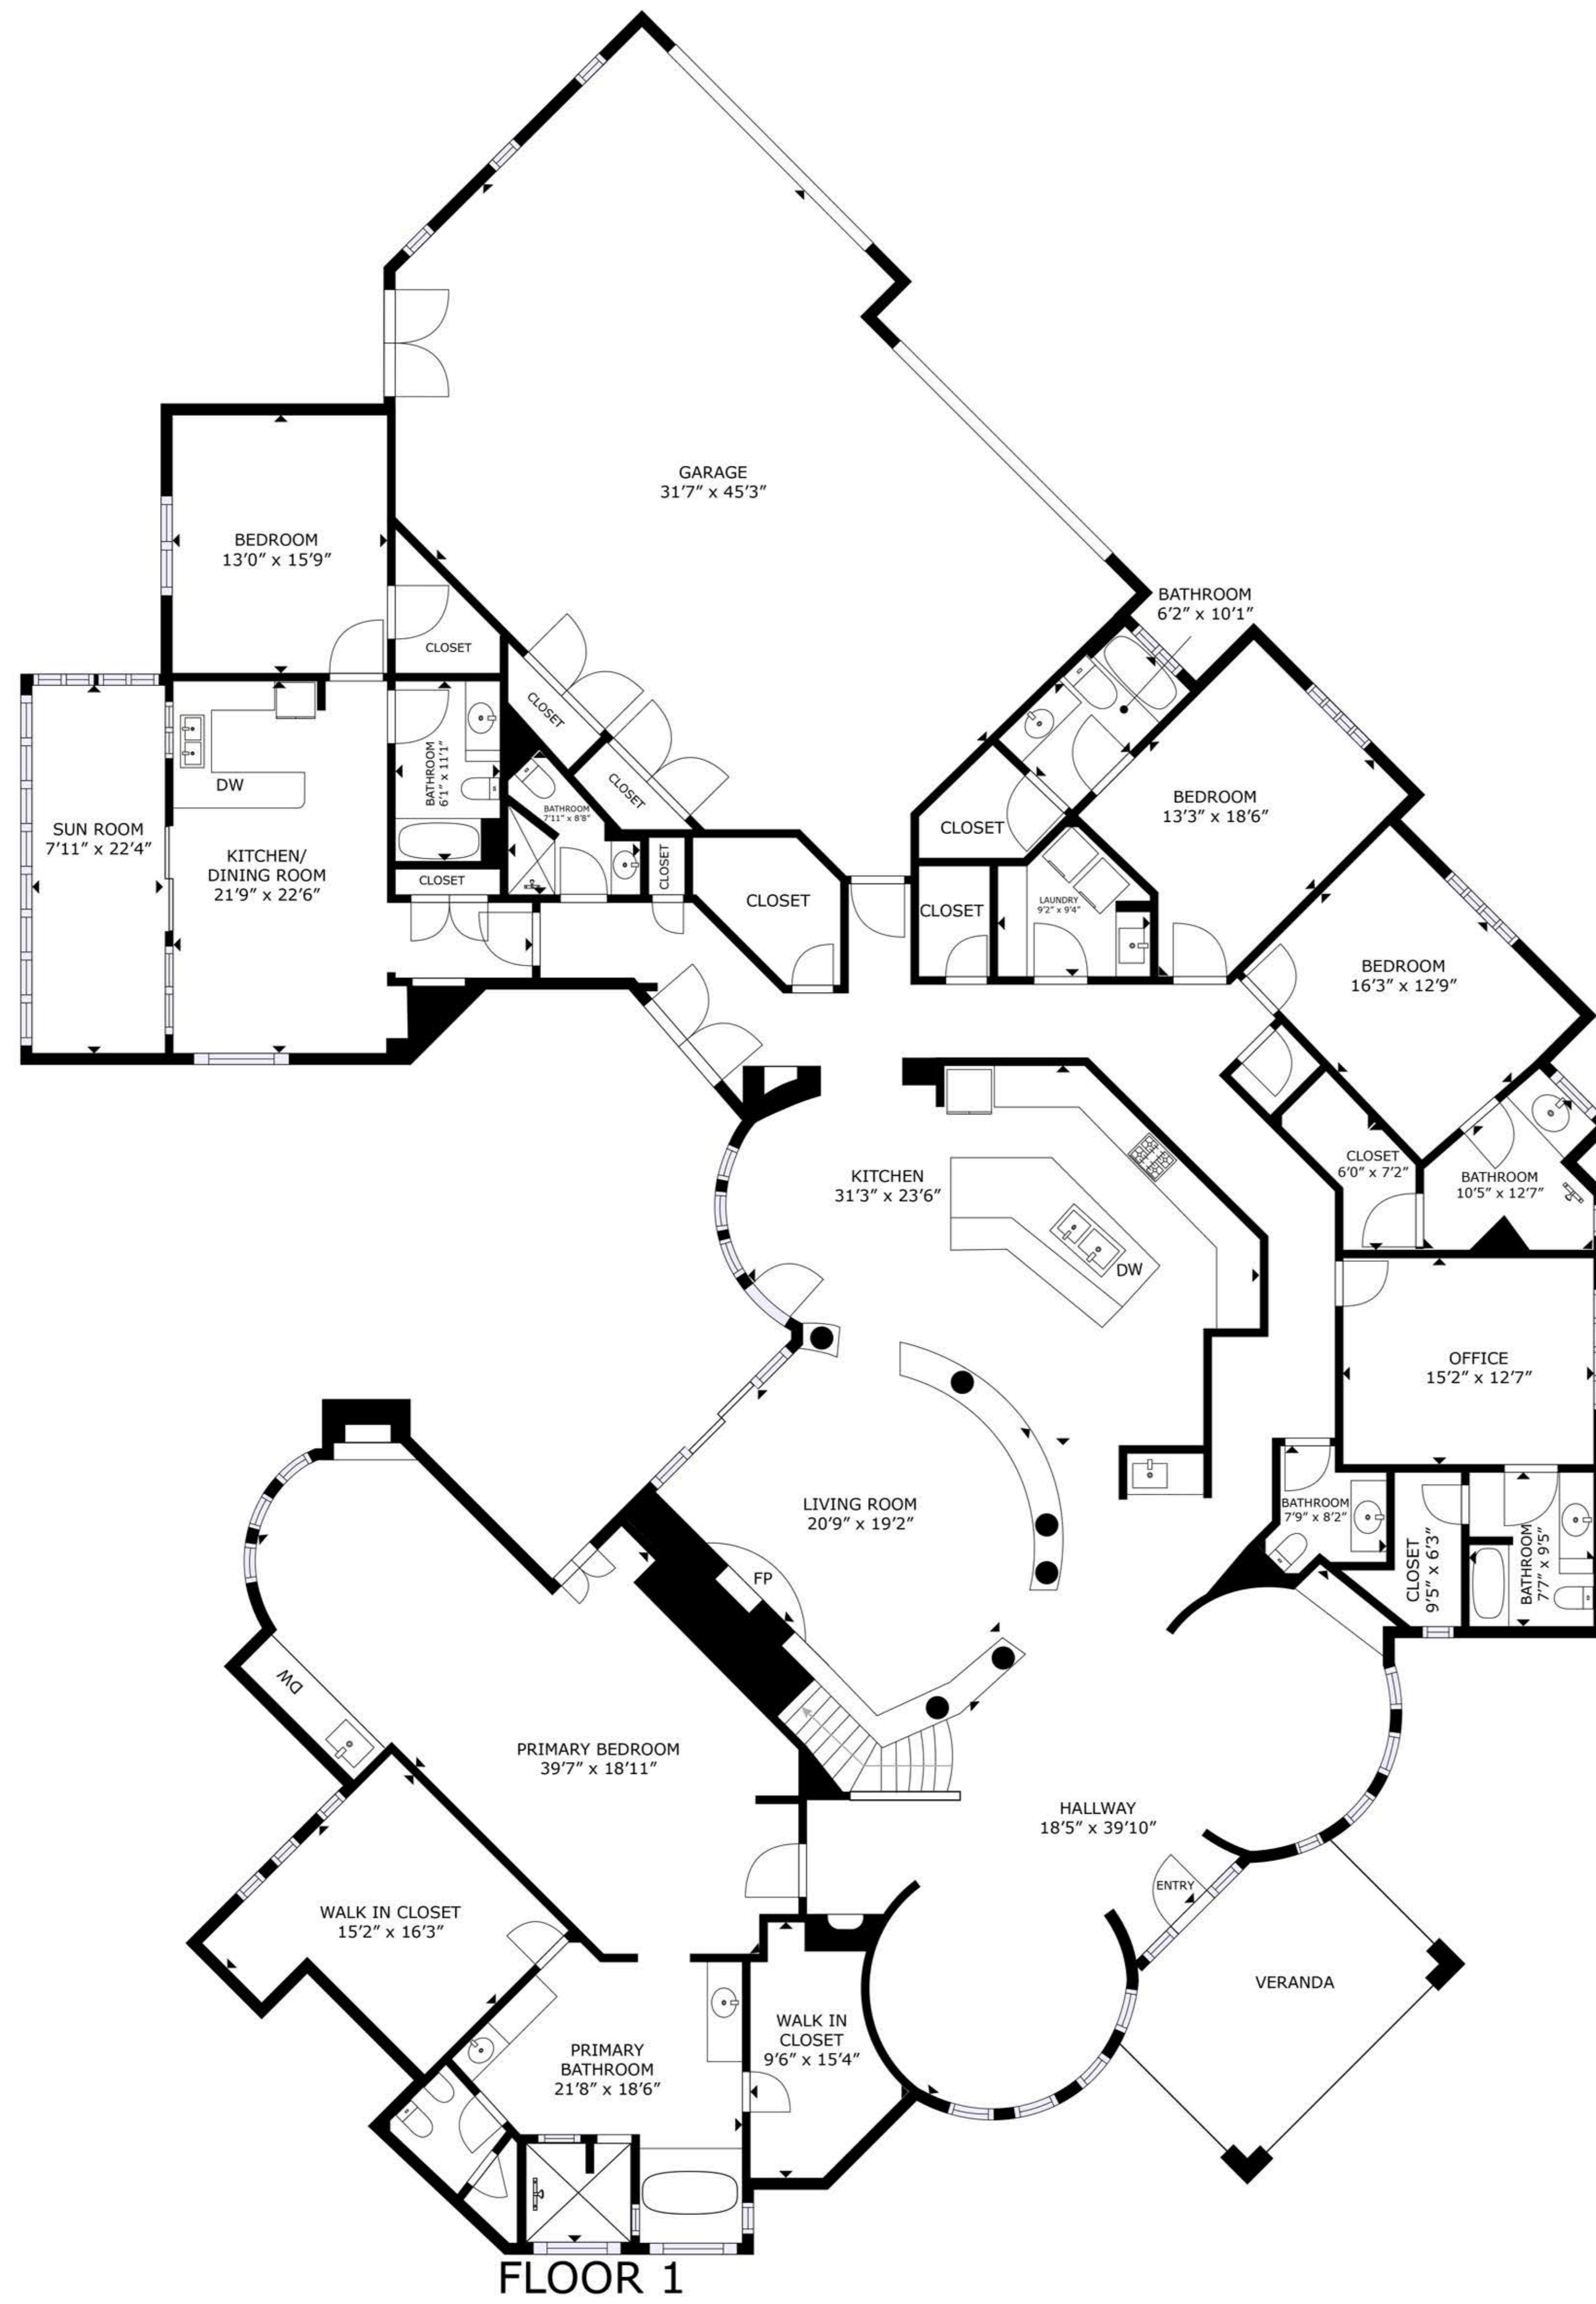 GARAGE
31'7" x 45'3"
BEDROOM
13'0" x 15'9"
CLOSET
BATHROOM
6'2" x 10'1"
CLOSET
CLOSET
BATHROOM
6'1" x 11'1"
BATHROOM
7'11" x 8'8"
DW
SUN ROOM
7'11" x 22'4"
KITCHEN/
DINING ROOM
21'9" x 22'6"
CLOSET
CLOSET
CLOSET
CLOSET
CLOSET
LAUNDRY
9'2" x 9'4"
BEDROOM
13'3" x 18'6"
BEDROOM
16'3" x 12'9"
CLOSET
6'0" x 7'2"
BATHROOM
10'5" x 12'7"
KITCHEN
31'3" x 23'6"
DW
OFFICE
15'2" x 12'7"
LIVING ROOM
20'9" x 19'2"
BATHROOM
7'9" x 8'2"
CLOSET
9'5" x 6'3"
BATHROOM
7'7" x 9'5"
FP
DW
PRIMARY BEDROOM
39'7" x 18'11"
HALLWAY
18'5" x 39'10"
ENTRY
WALK IN CLOSET
15'2" x 16'3"
VERANDA
WALK IN
CLOSET
9'6" x 15'4"
PRIMARY
BATHROOM
21'8" x 18'6"
FLOOR 1